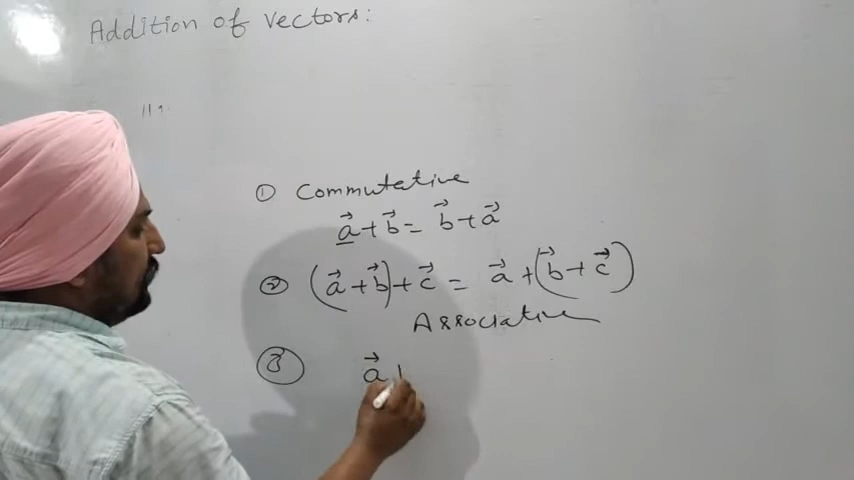 Addition of vectors:
① Commutative
a⃗ + b⃗ = b⃗ + a⃗
② (a⃗ + b⃗) + c⃗ = a⃗ + (b⃗ + c⃗)
Associative
③ a⃗